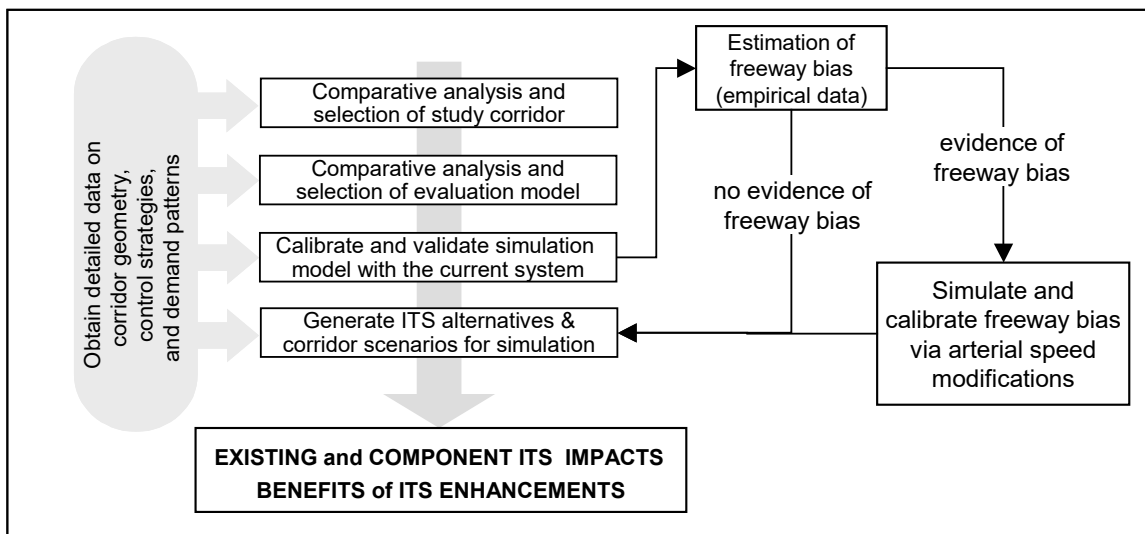 Obtain detailed data on
corridor geometry,
control strategies,
and demand patterns
Comparative analysis and
selection of study corridor
Comparative analysis and
selection of evaluation model
Calibrate and validate simulation
model with the current system
Generate ITS alternatives &
corridor scenarios for simulation
EXISTING and COMPONENT ITS IMPACTS
BENEFITS of ITS ENHANCEMENTS
Estimation of
freeway bias
(empirical data)
no evidence of
freeway bias
evidence of
freeway bias
Simulate and
calibrate freeway bias
via arterial speed
modifications